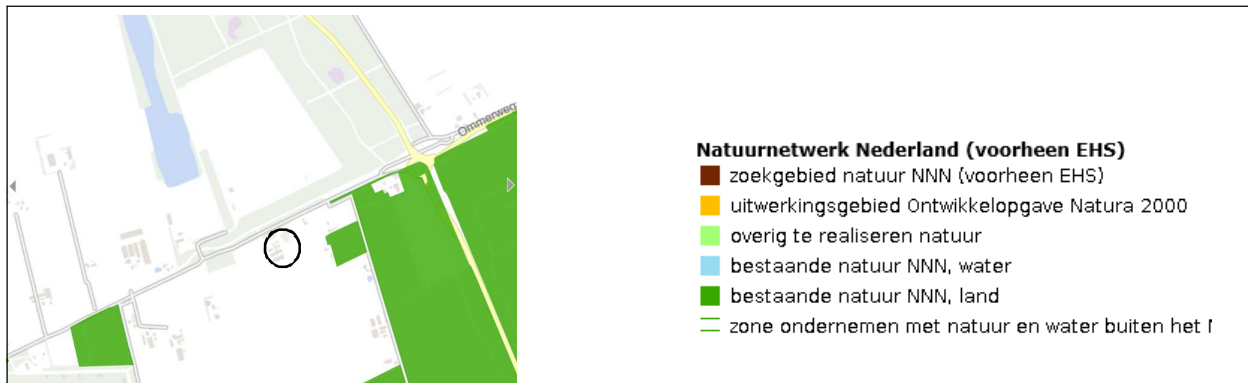 Ommerweg
Natuurnetwerk Nederland (voorheen EHS)
zoekgebied natuur NNN (voorheen EHS)
uitwerkingsgebied Ontwikkelopgave Natura 2000
overig te realiseren natuur
bestaande natuur NNN, water
bestaande natuur NNN, land
zone ondernemen met natuur en water buiten het